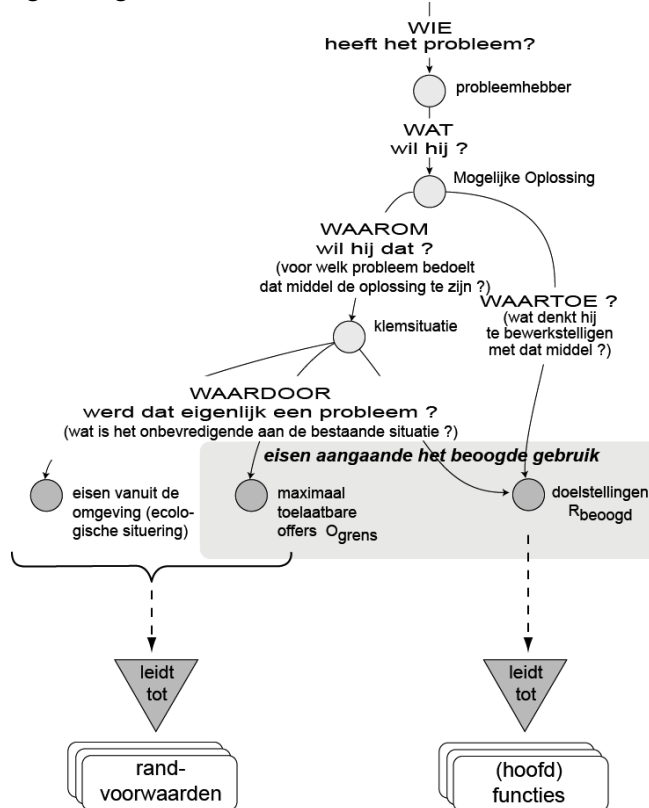 WIE
heeft het probleem?
probleemhebber
WAT
wil hij ?
Mogelijke Oplossing
WAAROM
wil hij dat ?
(voor welk probleem bedoelt
dat middel de oplossing te zijn ?)
WAARTOE ?
(wat denkt hij
te bewerkstelligen
met dat middel ?)
klemsituatie
WAARDOOR
werd dat eigenlijk een probleem ?
(wat is het onbevredigende aan de bestaande situatie ?)
eisen aangaande het beoogde gebruik
eisen vanuit de
omgeving (ecolo-
gische situering)
maximaal
toelaatbare
offers Ogrens
doelstellingen
Rbeoogd
leidt
tot
leidt
tot
rand-
voorwaarden
(hoofd)
functies